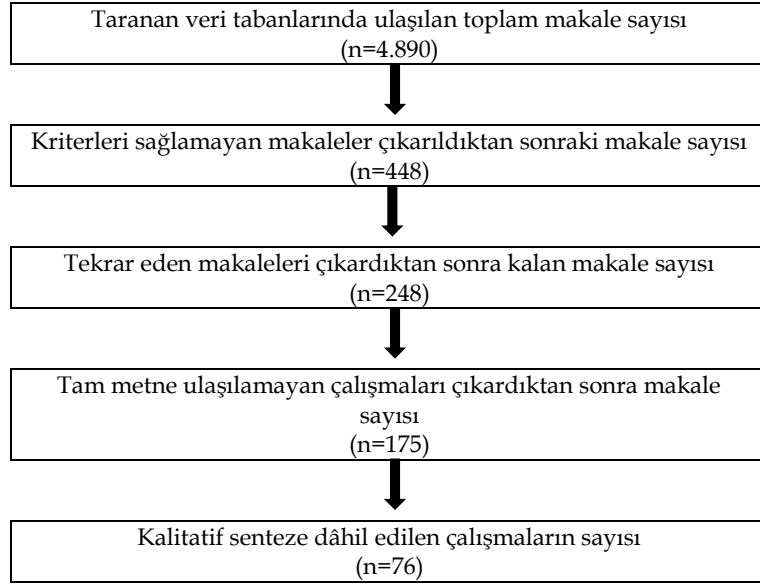 Taranan veri tabanlarında ulaşılan toplam makale sayısı
(n=4.890)
Kriterleri sağlamayan makaleler çıkarıldıktan sonraki makale sayısı
(n=448)
Tekrar eden makaleleri çıkardıktan sonra kalan makale sayısı
(n=248)
Tam metne ulaşılamayan çalışmaları çıkardıktan sonra makale
sayısı
(n=175)
Kalitatif senteze dâhil edilen çalışmaların sayısı
(n=76)